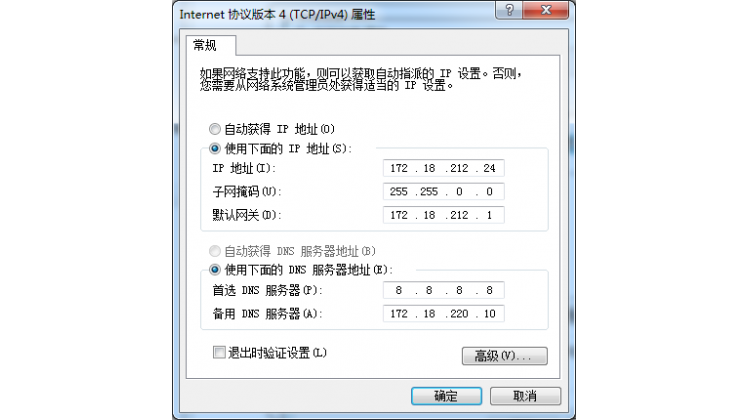 Internet 协议版本 4 (TCP/IPv4) 属性
常规
如果网络支持此功能，则可以获取自动指派的 IP 设置。否则，
您需要从网络系统管理员处获得适当的 IP 设置。
自动获得 IP 地址(O)
使用下面的 IP 地址(S):
IP 地址(I): 172 . 18 .212 . 24
子网掩码(U): 255 .255 . 0 . 0
默认网关(D): 172 . 18 .212 . 1
自动获得 DNS 服务器地址(B)
使用下面的 DNS 服务器地址(E):
首选 DNS 服务器(P): 8 . 8 . 8 . 8
备用 DNS 服务器(A): 172 . 18 .220 . 10
退出时验证设置(L)
高级(V)...
确定 取消